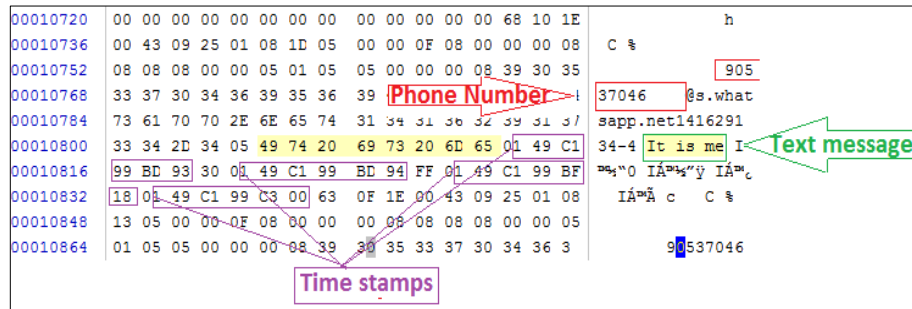 00010720 00 00 00 00 00 00 00 00 00 00 00 00 00 68 10 1E h
00010736 00 43 09 25 01 08 1D 05 00 00 0F 08 00 00 00 08 C %
00010752 08 08 08 00 00 05 01 05 05 00 00 00 08 39 30 35 905
00010768 33 37 30 34 36 39 35 36 39 Phone Number 37046 @s.what
00010784 73 61 70 70 2E 6E 65 74 31 34 31 36 32 39 31 37 sapp.net1416291
00010800 33 34 2D 34 05 49 74 20 69 73 20 6D 65 01 49 C1 34-4 It is me I Text message
00010816 99 BD 93 30 01 49 C1 99 BD 94 FF 01 49 C1 99 BF
00010832 18 01 49 C1 99 C3 00 63 0F 1E 00 43 09 25 01 08 IÁ™Ã c C %
00010848 13 05 00 00 0F 08 00 00 00 08 08 08 08 00 00 05
00010864 01 05 05 00 00 00 08 39 30 35 33 37 30 34 36 3 90537046
Time stamps